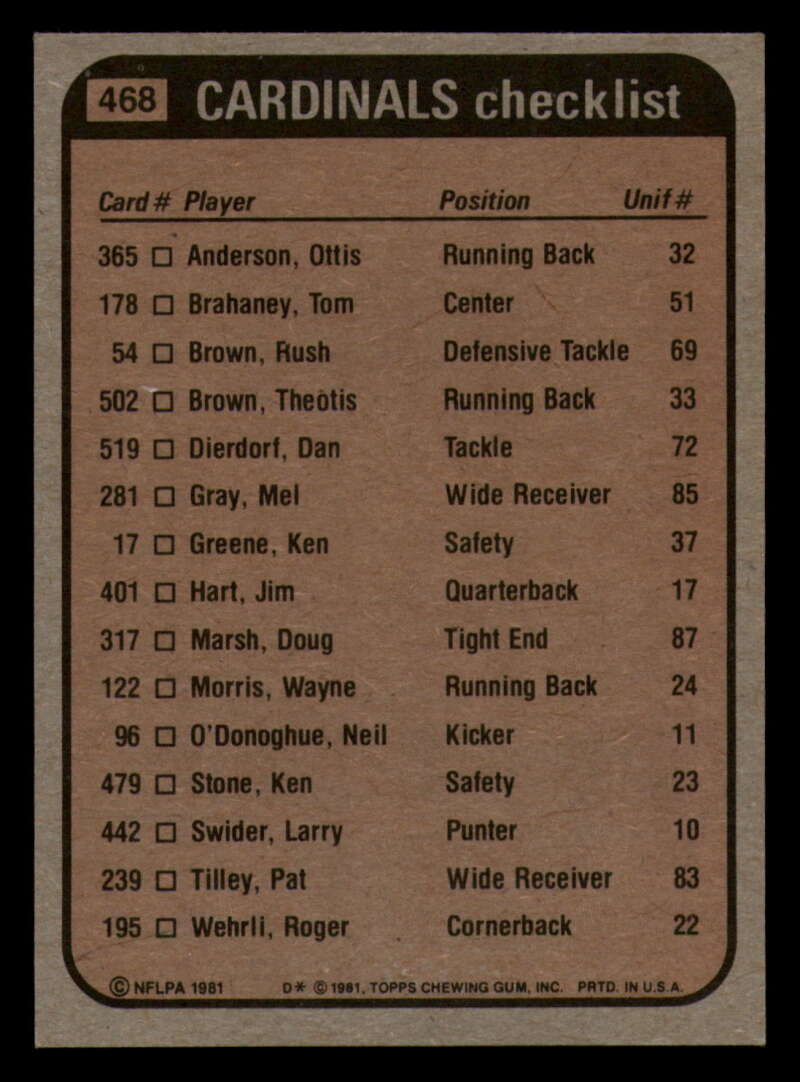 468 CARDINALS checklist
Card # Player Position Unif #
365 □ Anderson, Ottis Running Back 32
178 □ Brahaney, Tom Center 51
54 □ Brown, Rush Defensive Tackle 69
502 □ Brown, Theotis Running Back 33
519 □ Dierdorf, Dan Tackle 72
281 □ Gray, Mel Wide Receiver 85
17 □ Greene, Ken Safety 37
401 □ Hart, Jim Quarterback 17
317 □ Marsh, Doug Tight End 87
122 □ Morris, Wayne Running Back 24
96 □ O'Donoghue, Neil Kicker 11
479 □ Stone, Ken Safety 23
442 □ Swider, Larry Punter 10
239 □ Tilley, Pat Wide Receiver 83
195 □ Wehrli, Roger Cornerback 22
© NFLPA 1981 D* © 1981, TOPPS CHEWING GUM, INC. PRTD. IN U.S.A.